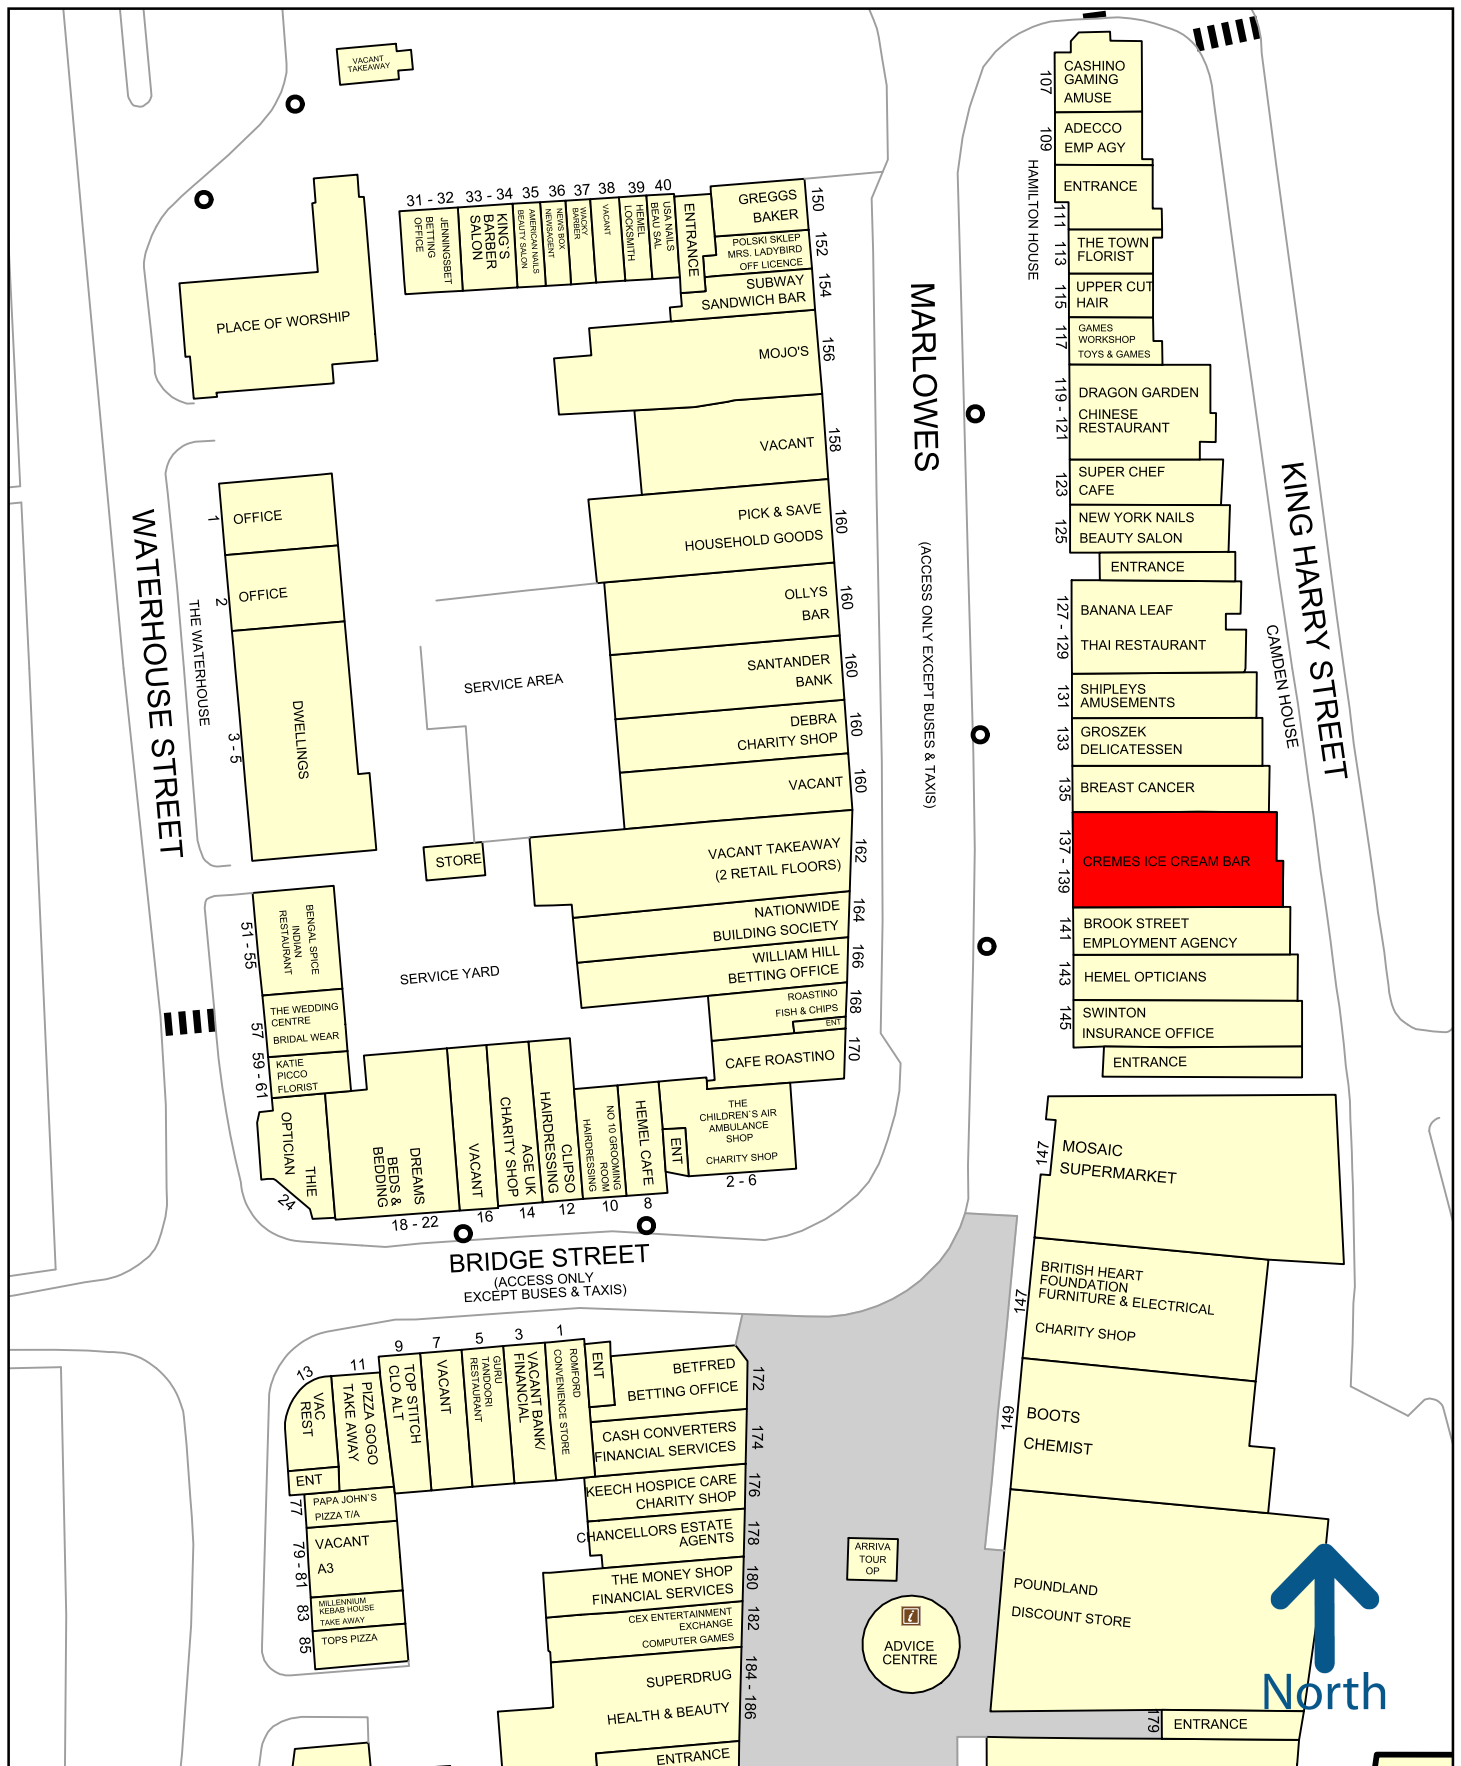 VACANT
TAKEAWAY
PLACE OF WORSHIP
31 - 32
33 - 34
35
36
37
38
39
40
JENNINGSBET
BETTING
OFFICE
KING`S
BARBER
SALON
AMERICAN NAILS
BEAUTY SALON
NEWS BOX
NEWSAGENT
WACKY
BARBER
VACANT
HEMEL
LOCKSMITH
USA NAILS
BEAU SAL
ENTRANCE
GREGGS
BAKER
150
POLSKI SKLEP
MRS. LADYBIRD
OFF LICENCE
152
SUBWAY
SANDWICH BAR
154
MOJO'S
156
VACANT
158
PICK & SAVE
HOUSEHOLD GOODS
160
OLLYS
BAR
160
SANTANDER
BANK
160
DEBRA
CHARITY SHOP
160
VACANT
160
VACANT TAKEAWAY
(2 RETAIL FLOORS)
162
NATIONWIDE
BUILDING SOCIETY
164
WILLIAM HILL
BETTING OFFICE
166
ROASTINO
FISH & CHIPS
168
ENT
CAFE ROASTINO
170
MARLOWES
(ACCESS ONLY EXCEPT BUSES & TAXIS)
107
CASHINO
GAMING
AMUSE
109
ADECCO
EMP AGY
HAMILTON HOUSE
ENTRANCE
111
113
THE TOWN
FLORIST
115
UPPER CUT
HAIR
117
GAMES
WORKSHOP
TOYS & GAMES
119 - 121
DRAGON GARDEN
CHINESE
RESTAURANT
123
SUPER CHEF
CAFE
125
NEW YORK NAILS
BEAUTY SALON
ENTRANCE
127 - 129
BANANA LEAF
THAI RESTAURANT
131
SHIPLEYS
AMUSEMENTS
133
GROSZEK
DELICATESSEN
135
BREAST CANCER
137 - 139
CREMES ICE CREAM BAR
141
BROOK STREET
EMPLOYMENT AGENCY
143
HEMEL OPTICIANS
145
SWINTON
INSURANCE OFFICE
ENTRANCE
KING HARRY STREET
CAMDEN HOUSE
WATERHOUSE STREET
THE WATERHOUSE
1
OFFICE
2
OFFICE
3 - 5
DWELLINGS
SERVICE AREA
STORE
SERVICE YARD
51 - 55
BENGAL SPICE
INDIAN
RESTAURANT
57
THE WEDDING
CENTRE
BRIDAL WEAR
59 - 61
KATIE
PICCO
FLORIST
THIE
OPTICIAN
24
DREAMS
BEDS &
BEDDING
18 - 22
VACANT
16
AGE UK
CHARITY SHOP
14
CLIPSO
HAIRDRESSING
12
NO 10 GROOMING
ROOM
HAIRDRESSING
10
HEMEL CAFE
8
ENT
THE
CHILDREN`S AIR
AMBULANCE
SHOP
CHARITY SHOP
2 - 6
BRIDGE STREET
(ACCESS ONLY
EXCEPT BUSES & TAXIS)
147
MOSAIC
SUPERMARKET
147
BRITISH HEART
FOUNDATION
FURNITURE & ELECTRICAL
CHARITY SHOP
149
BOOTS
CHEMIST
POUNDLAND
DISCOUNT STORE
179
ENTRANCE
North
13
VAC
REST
ENT
11
PIZZA GOGO
TAKE AWAY
9
TOP STITCH
CLO ALT
7
VACANT
5
GURU
TANDOORI
RESTAURANT
3
VACANT BANK/
FINANCIAL
1
ROMFORD
CONVENIENCE STORE
ENT
BETFRED
BETTING OFFICE
172
CASH CONVERTERS
FINANCIAL SERVICES
174
KEECH HOSPICE CARE
CHARITY SHOP
176
CHANCELLORS ESTATE
AGENTS
178
THE MONEY SHOP
FINANCIAL SERVICES
180
CEX ENTERTAINMENT
EXCHANGE
COMPUTER GAMES
182
SUPERDRUG
HEALTH & BEAUTY
184 - 186
ENTRANCE
77
PAPA JOHN`S
PIZZA T/A
79 - 81
VACANT
A3
83
MILLENNIUM
KEBAB HOUSE
TAKE AWAY
85
TOPS PIZZA
ARRIVA
TOUR
OP
i
ADVICE
CENTRE